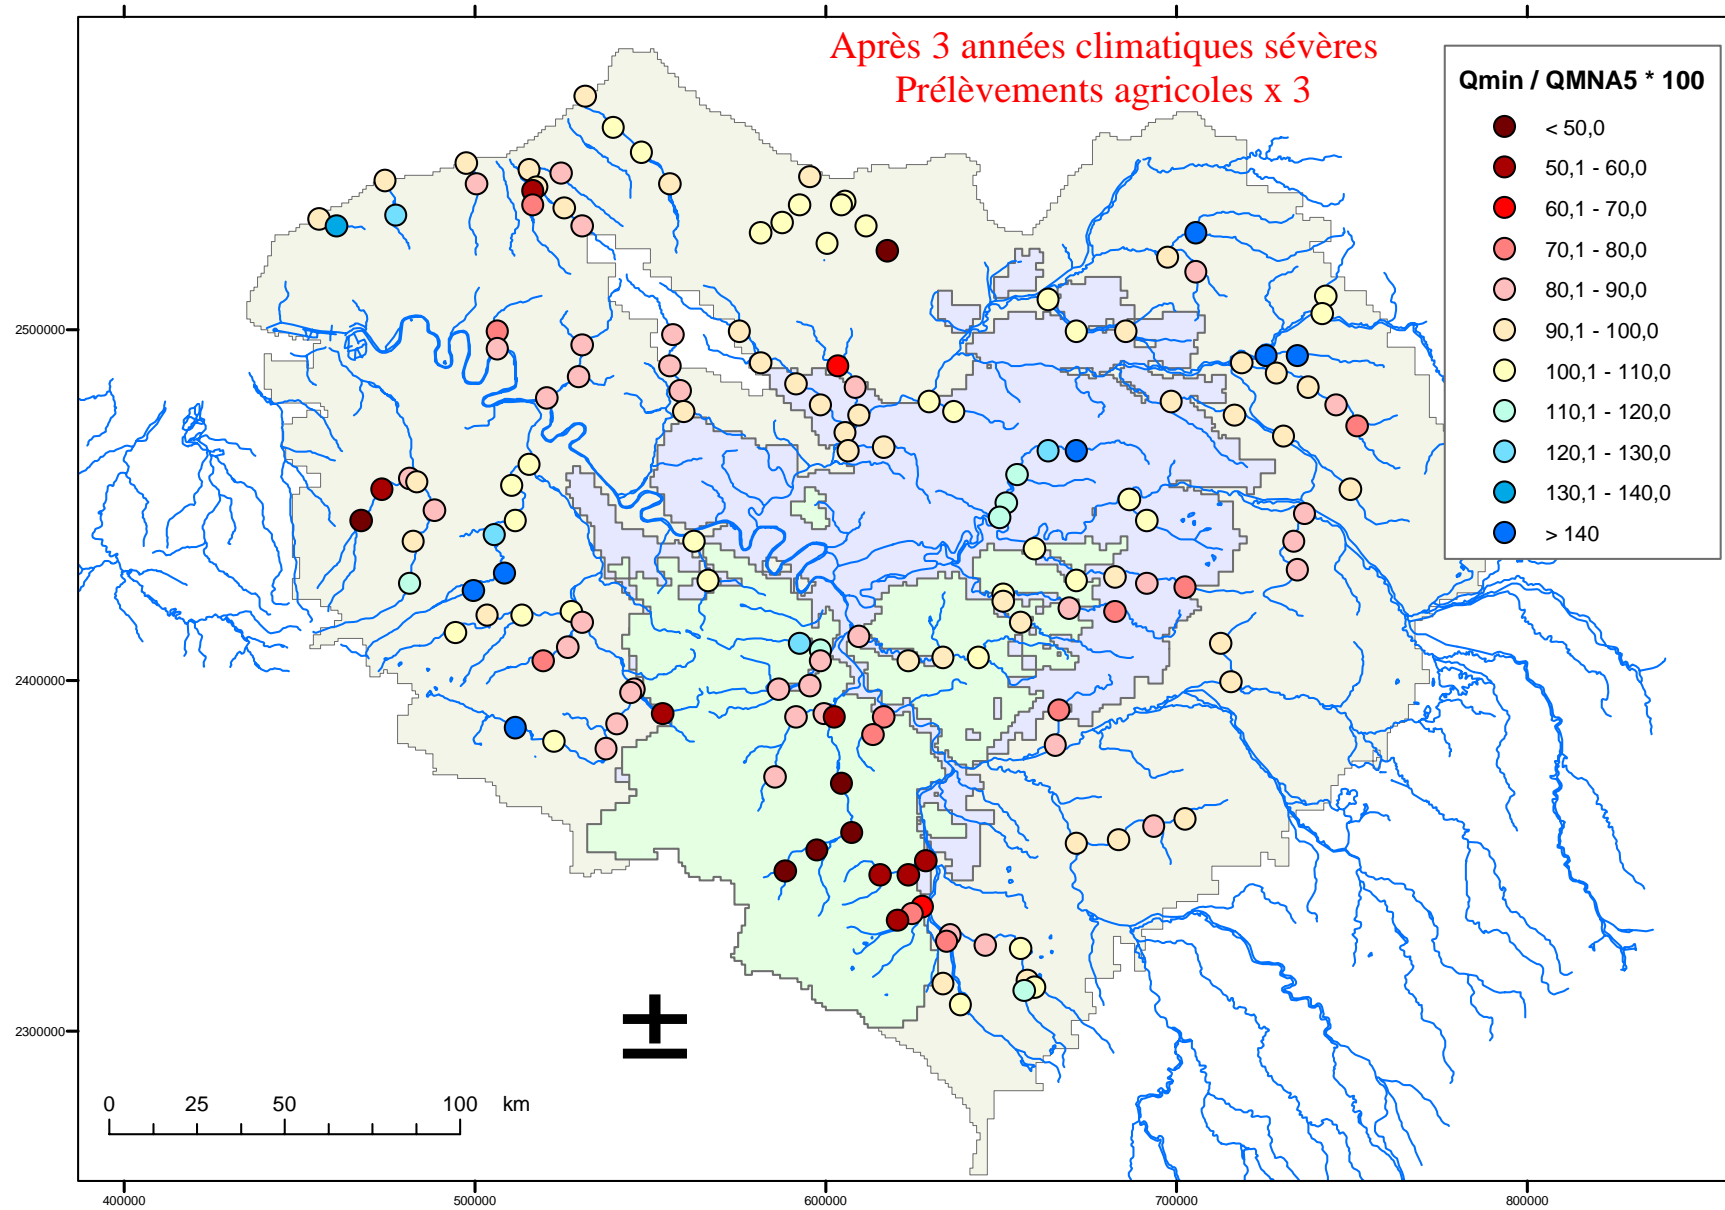 Après 3 années climatiques sévères
Prélèvements agricoles x 3
Qmin / QMNA5 * 100
< 50,0
50,1 - 60,0
60,1 - 70,0
70,1 - 80,0
80,1 - 90,0
90,1 - 100,0
100,1 - 110,0
110,1 - 120,0
120,1 - 130,0
130,1 - 140,0
> 140
2500000
2400000
2300000
0 25 50 100 km
400000 500000 600000 700000 800000